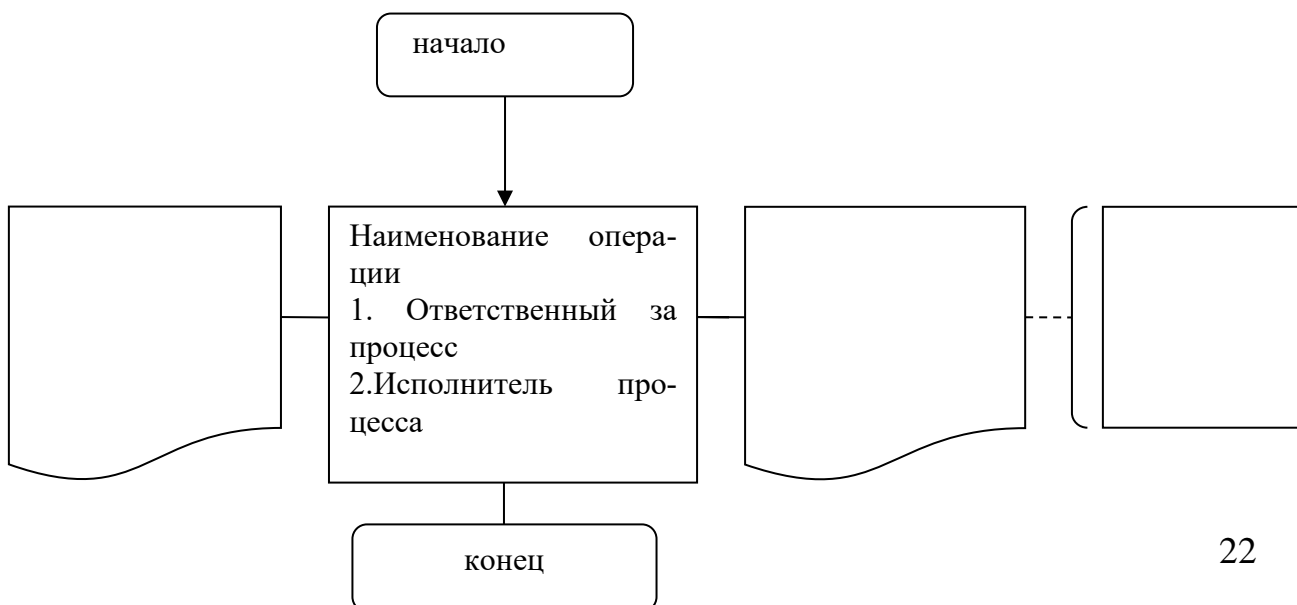 начало
Наименование опера-
ции
1. Ответственный за
процесс
2.Исполнитель про-
цесса
конец
22